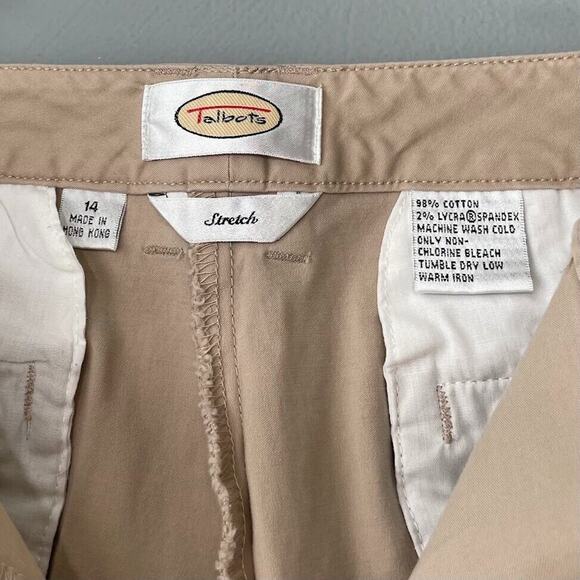 Talbots
Stretch
14
MADE IN
HONG KONG
98% COTTON
2% LYCRA®SPANDEX
MACHINE WASH COLD
ONLY NON-
CHLORINE BLEACH
TUMBLE DRY LOW
WARM IRON